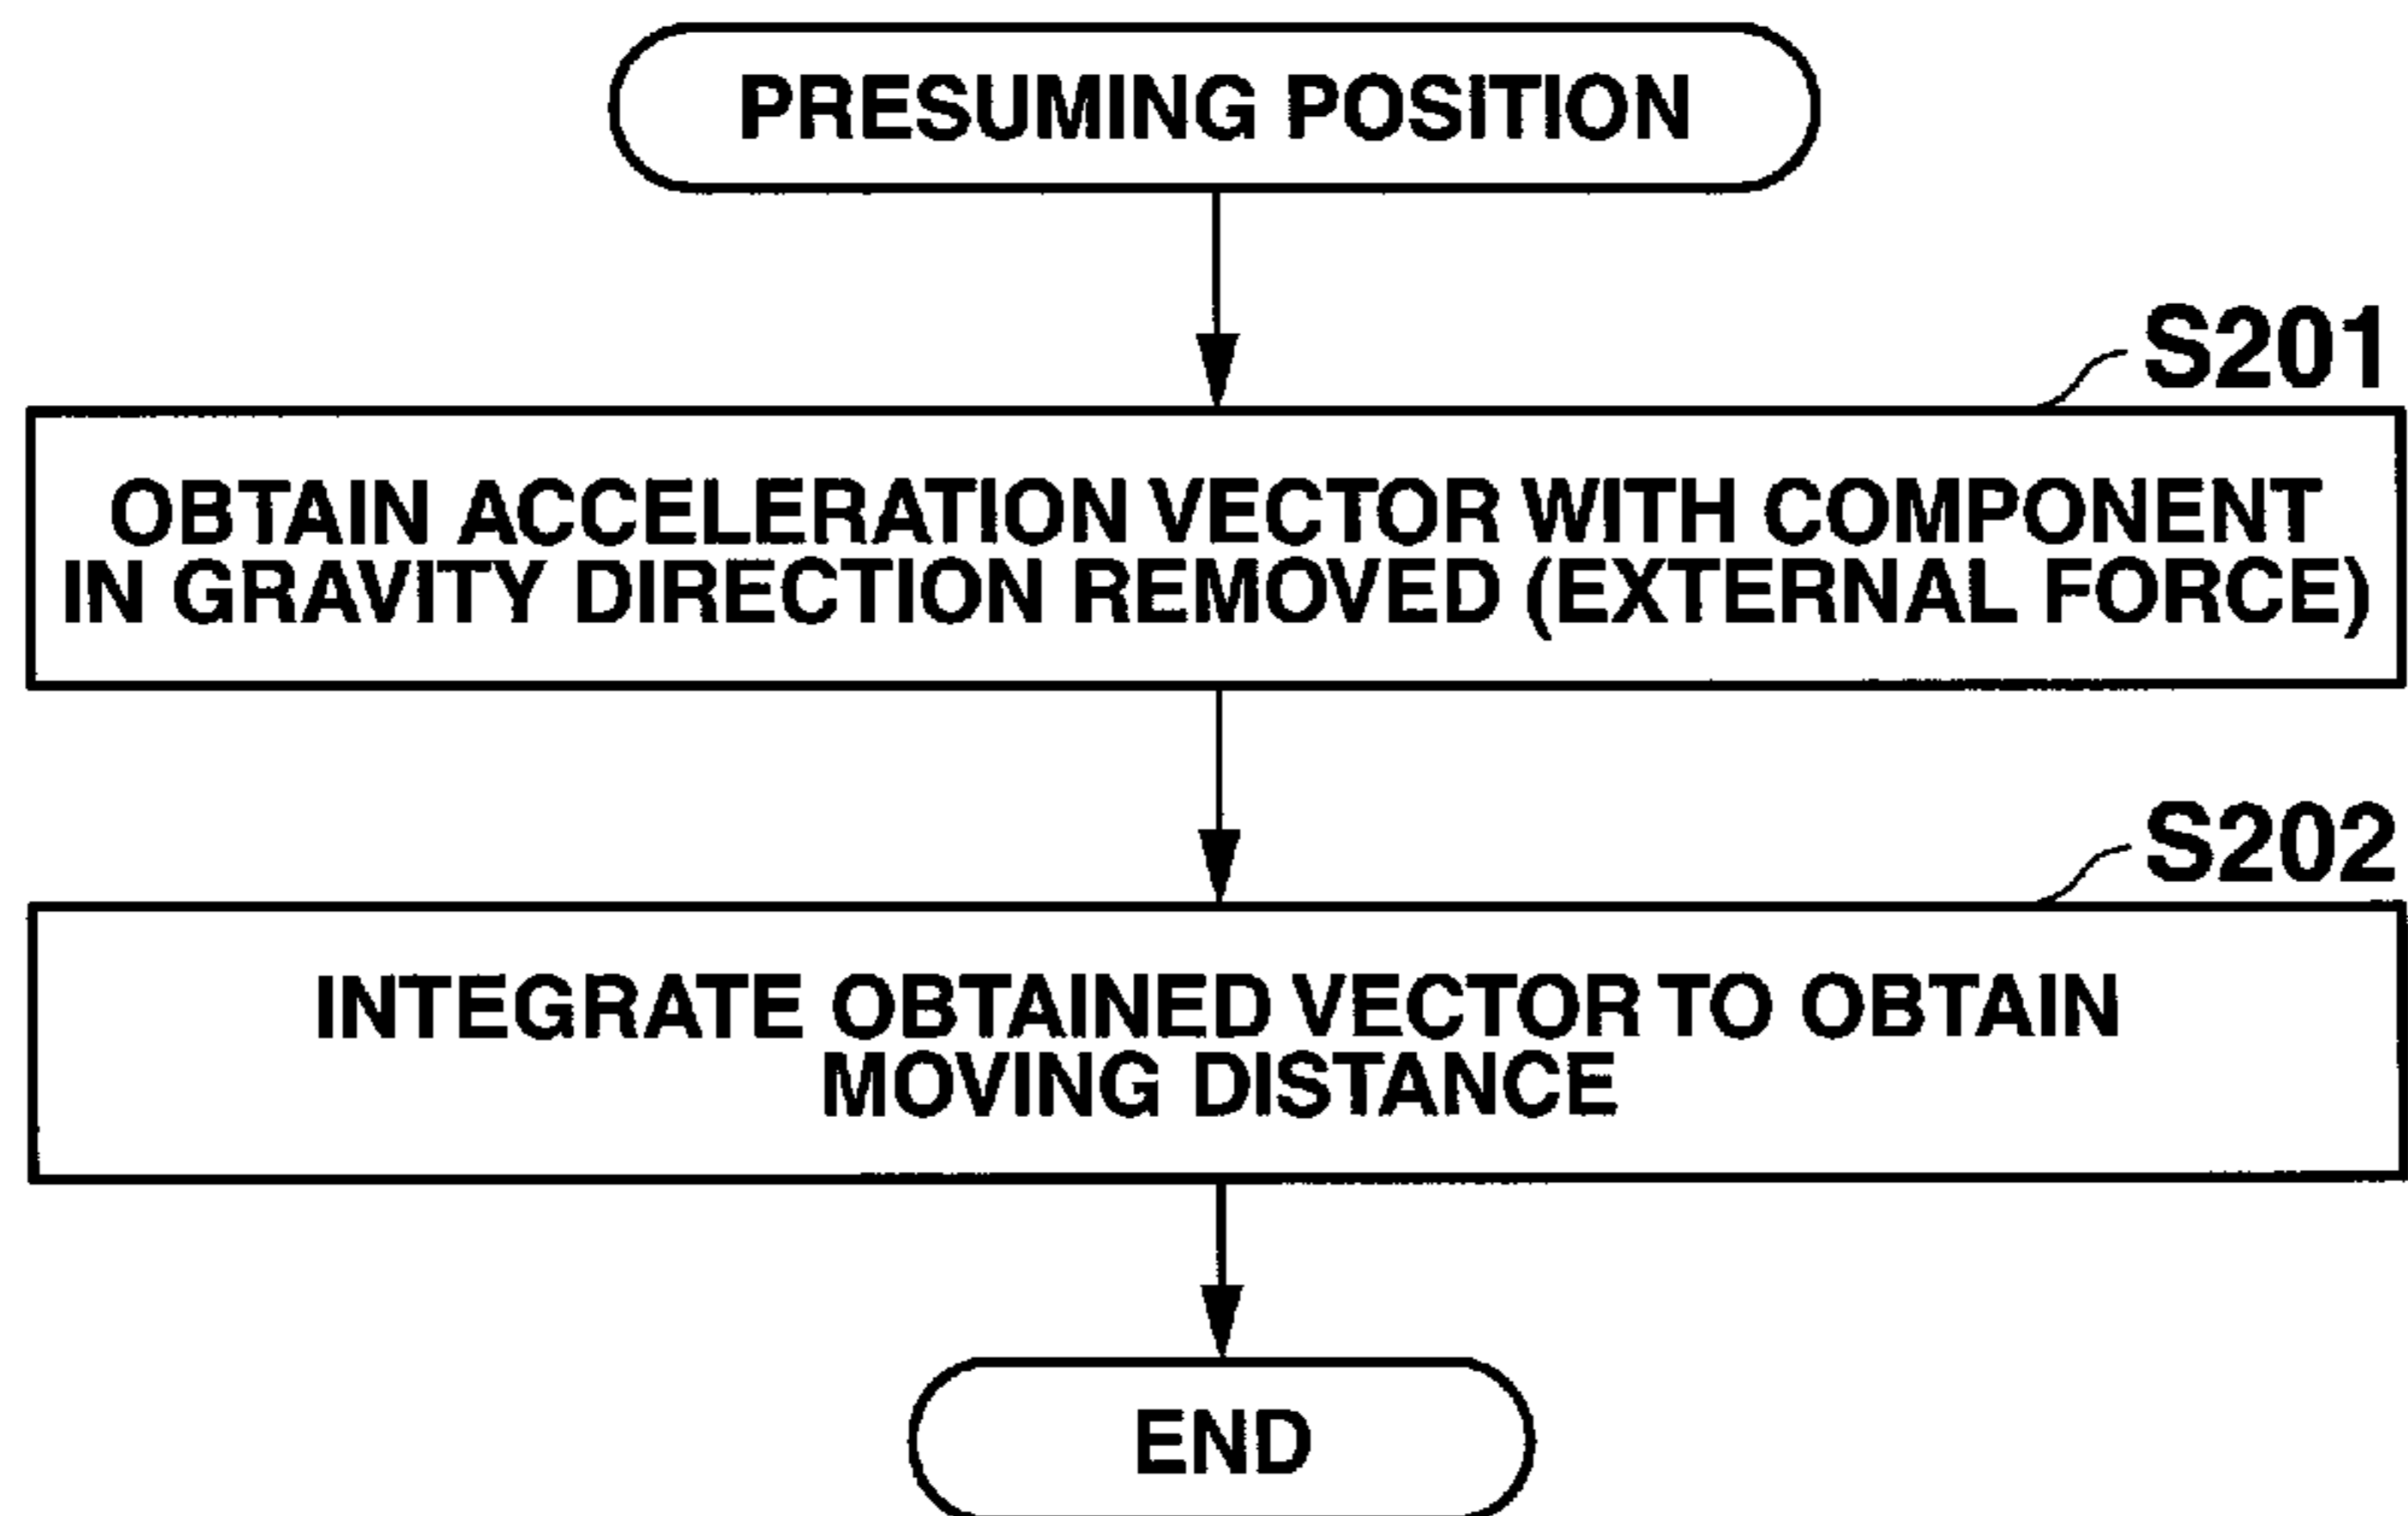 PRESUMING POSITION
S201
OBTAIN ACCELERATION VECTOR WITH COMPONENT
IN GRAVITY DIRECTION REMOVED (EXTERNAL FORCE)
S202
INTEGRATE OBTAINED VECTOR TO OBTAIN
MOVING DISTANCE
END